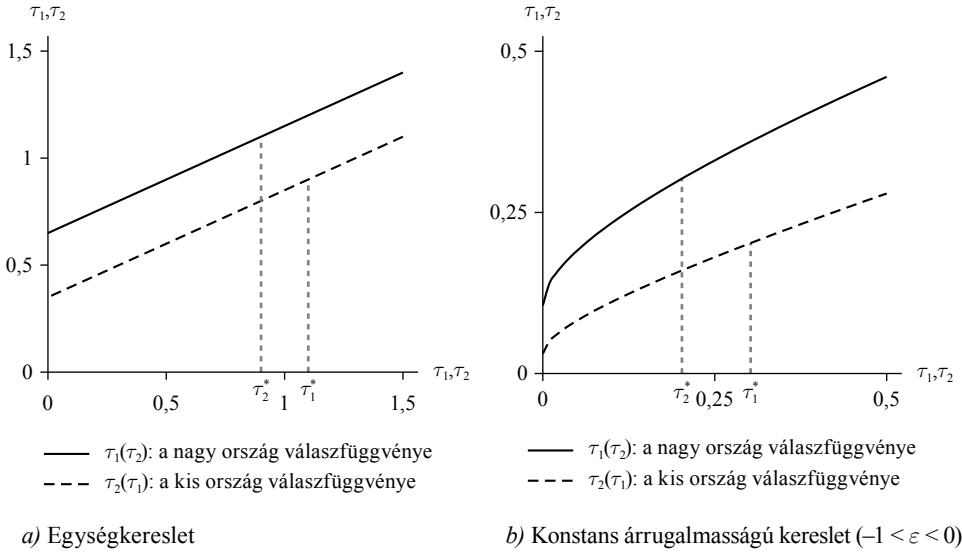 τ₁,τ₂
1,5
1
0,5
0
0 0,5 1 1,5
τ₂* τ₁*
τ₁,τ₂
τ₁(τ₂): a nagy ország válaszfüggvénye
τ₂(τ₁): a kis ország válaszfüggvénye
a) Egységkereslet
τ₁,τ₂
0,5
0,25
0
0 0,25 0,5
τ₂* τ₁*
τ₁,τ₂
τ₁(τ₂): a nagy ország válaszfüggvénye
τ₂(τ₁): a kis ország válaszfüggvénye
b) Konstans árrugalmasságú kereslet (–1 < ε < 0)